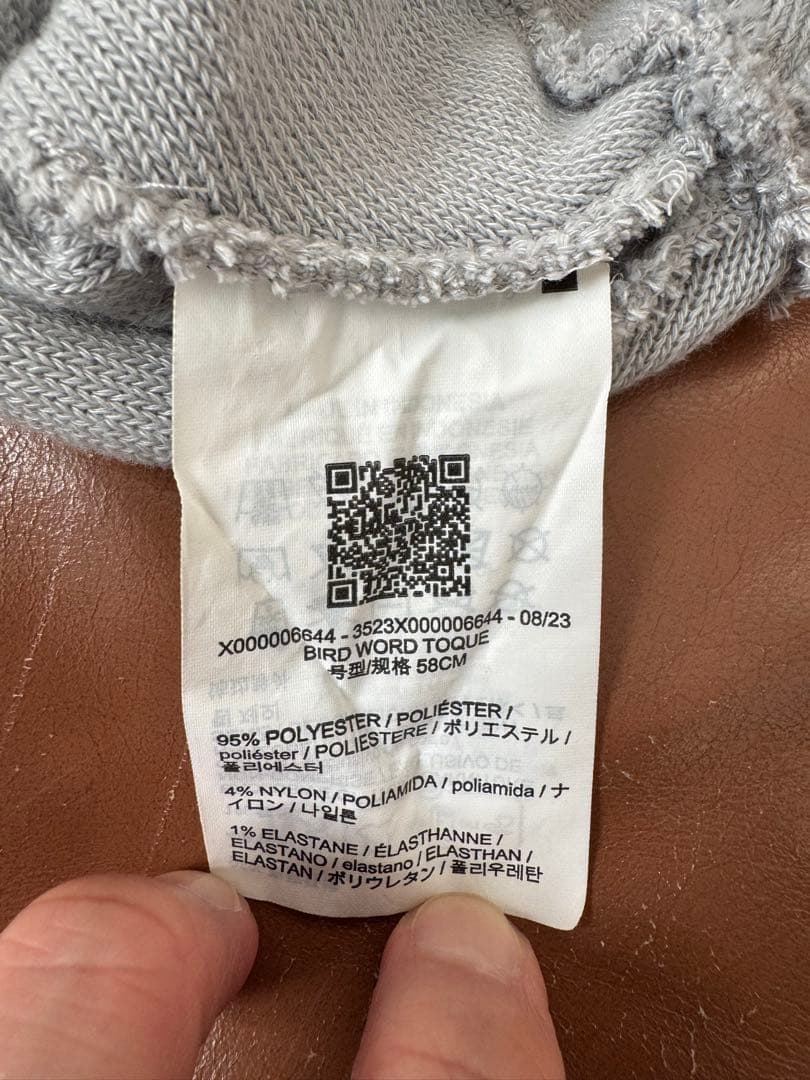 X000006644 - 3523X000006644 - 08/23
BIRD WORD TOQUE
号型/规格 58CM
95% POLYESTER / POLIÉSTER /
poliéster / POLIESTERE / ポリエステル /
폴리에스터
4% NYLON / POLIAMIDA / poliamida / ナ
イロン / 나일론
1% ELASTANE / ÉLASTHANNE /
ELASTANO / elastano / ELASTHAN /
ELASTAN / ポリウレタン / 폴리우레탄